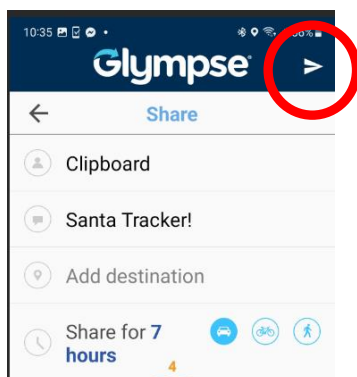 10:35
Glympse
Share
Clipboard
Santa Tracker!
Add destination
Share for 7
hours
4